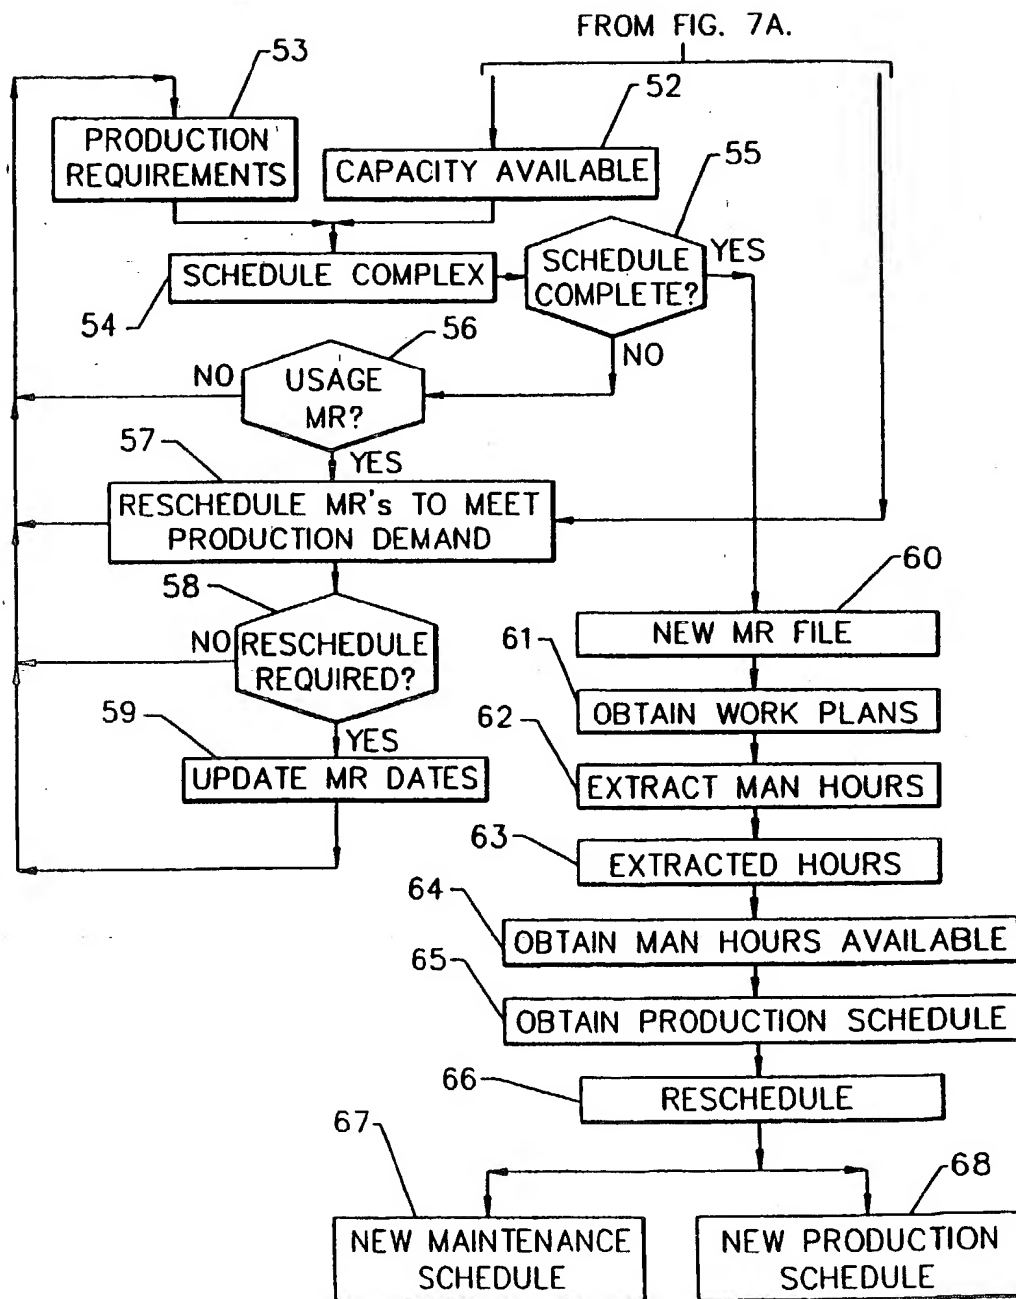 FROM FIG. 7A.
53
52
PRODUCTION
REQUIREMENTS
CAPACITY AVAILABLE
55
SCHEDULE COMPLEX
SCHEDULE
COMPLETE?
YES
54
NO
56
USAGE
MR?
NO
YES
57
RESCHEDULE MR's TO MEET
PRODUCTION DEMAND
58
RESCHEDULE
REQUIRED?
NO
YES
59
UPDATE MR DATES
60
NEW MR FILE
61
OBTAIN WORK PLANS
62
EXTRACT MAN HOURS
63
EXTRACTED HOURS
64
OBTAIN MAN HOURS AVAILABLE
65
OBTAIN PRODUCTION SCHEDULE
66
RESCHEDULE
67
NEW MAINTENANCE
SCHEDULE
68
NEW PRODUCTION
SCHEDULE